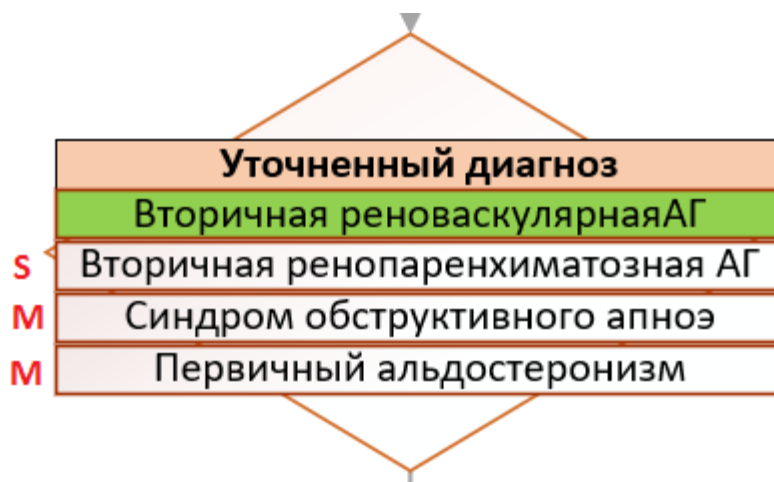 Уточненный диагноз
Вторичная реноваскулярнаяАГ
S Вторичная ренопаренхиматозная АГ
M Синдром обструктивного апноэ
M Первичный альдостеронизм